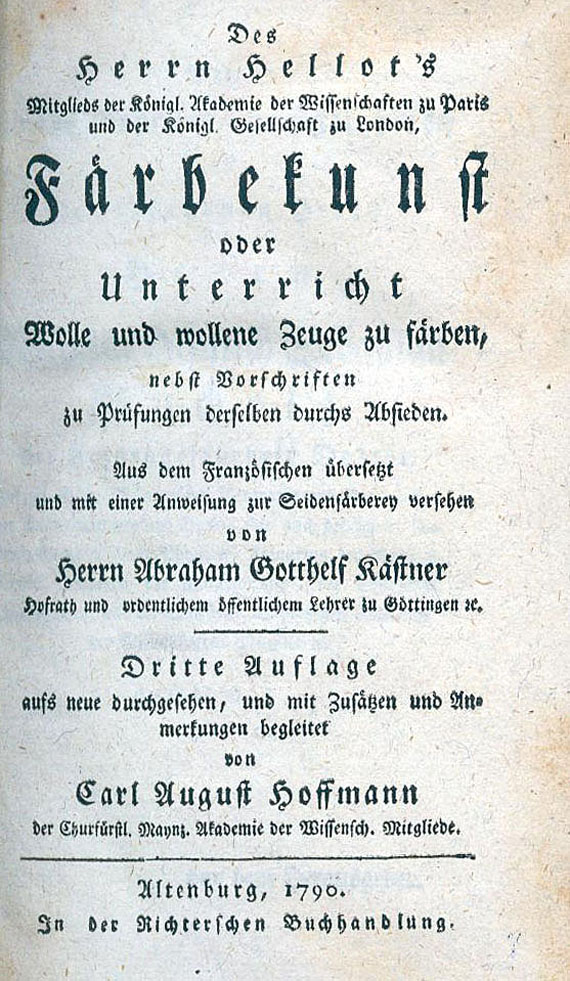 Des
Herrn Hellot's
Mitglieds der Königl. Akademie der Wissenschaften zu Paris
und der Königl. Gesellschaft zu London,
Färbekunst
oder
Unterricht
Wolle und wollene Zeuge zu färben,
nebst Vorschriften
zu Prüfungen derselben durchs Absieden.
Aus dem Französischen übersetzt
und mit einer Anweisung zur Seidenfärberey versehen
von
Herrn Abraham Gotthelf Kästner
Hofrath und ordentlichem öffentlichem Lehrer zu Göttingen ꝛc.
Dritte Auflage
aufs neue durchgesehen, und mit Zusätzen und An-
merkungen begleitet
von
Carl August Hoffmann
der Churfürstl. Maynz. Akademie der Wissensch. Mitgliede.
Altenburg, 1790.
In der Richterschen Buchhandlung.